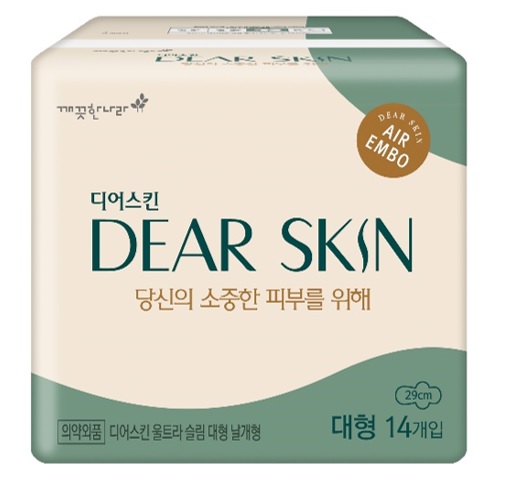 DEAR SKIN
깨끗한나라
DEAR SKIN
AIR
EMBO
디어스킨
DEAR SKIN
당신의 소중한 피부를 위해
29cm
의약외품 디어스킨 울트라 슬림 대형 날개형
대형 14개입